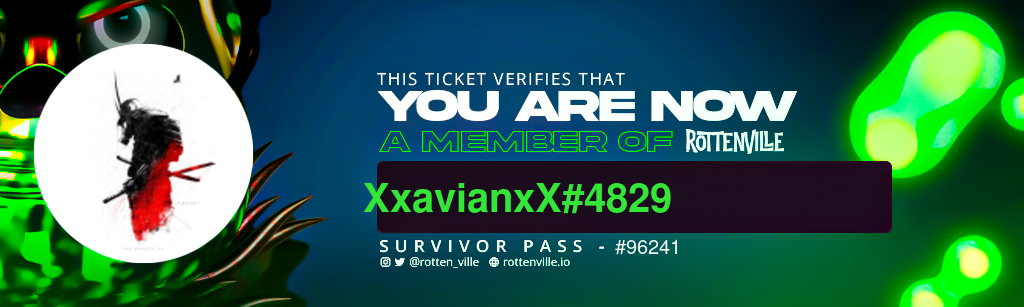 THIS TICKET VERIFIES THAT
YOU ARE NOW
A MEMBER OF ROTTENVILLE
XxavianxX#4829
SURVIVOR PASS - #96241
@rotten_ville rottenville.io